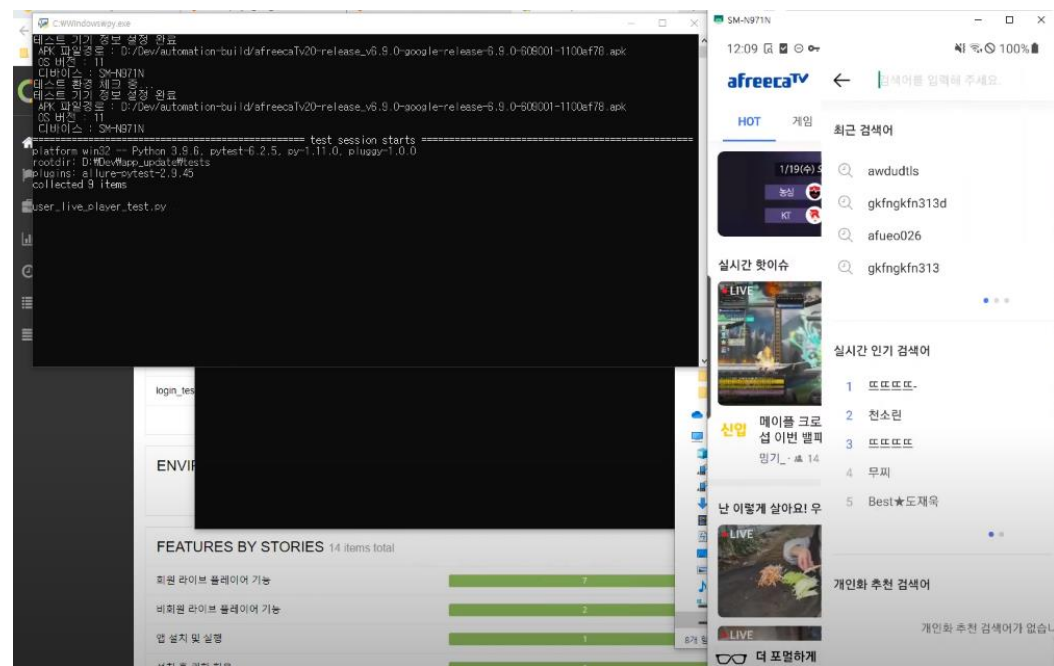 C:\Windows\py.exe
테스트 기기 정보 설정 완료
APK 파일경로 : D:/Dev/automation-build/afreecaTv20-release_v6.9.0-google-release-6.9.0-609001-1100af78.apk
OS 버전 : 11
디바이스 : SM-N971N
테스트 환경 체크 중...
테스트 기기 정보 설정 완료
APK 파일경로 : D:/Dev/automation-build/afreecaTv20-release_v6.9.0-google-release-6.9.0-609001-1100af78.apk
OS 버전 : 11
디바이스 : SM-N971N
test session starts
platform win32 -- Python 3.9.6, pytest-6.2.5, py-1.11.0, pluggy-1.0.0
rootdir: D:\Dev\app_update\tests
plugins: allure-pytest-2.9.45
collected 9 items
user_live_player_test.py
login_tes
ENVIF
FEATURES BY STORIES 14 items total
회원 라이브 플레이어 기능 7
비회원 라이브 플레이어 기능 2
앱 설치 및 실행 1
8개 항
SM-N971N
12:09 100%
afreecaTV
HOT 게임
1/19(수) 오
농심
KT
실시간 핫이슈
LIVE
신입
메이플 크로
섭 이번 밸패
밍기_ · 14
난 이렇게 살아요! 우
LIVE
LIVE
더 포멀하게
검색어를 입력해 주세요.
최근 검색어
awdudtls
gkfngkfn313d
afueo026
gkfngkfn313
실시간 인기 검색어
1 뜨뜨뜨뜨-
2 천소린
3 뜨뜨뜨뜨
4 무찌
5 Best★도재욱
개인화 추천 검색어
개인화 추천 검색어가 없습니